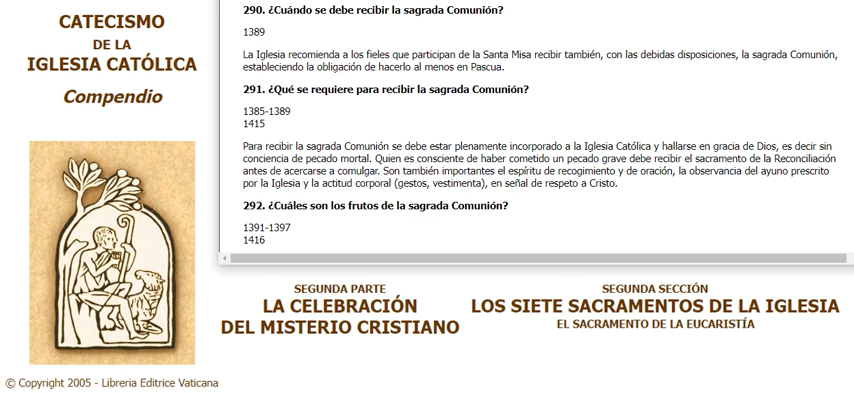 CATECISMO
DE LA
IGLESIA CATÓLICA
Compendio
290. ¿Cuándo se debe recibir la sagrada Comunión?
1389
La Iglesia recomienda a los fieles que participan de la Santa Misa recibir también, con las debidas disposiciones, la sagrada Comunión,
estableciendo la obligación de hacerlo al menos en Pascua.
291. ¿Qué se requiere para recibir la sagrada Comunión?
1385-1389
1415
Para recibir la sagrada Comunión se debe estar plenamente incorporado a la Iglesia Católica y hallarse en gracia de Dios, es decir sin
conciencia de pecado mortal. Quien es consciente de haber cometido un pecado grave debe recibir el sacramento de la Reconciliación
antes de acercarse a comulgar. Son también importantes el espíritu de recogimiento y de oración, la observancia del ayuno prescrito
por la Iglesia y la actitud corporal (gestos, vestimenta), en señal de respeto a Cristo.
292. ¿Cuáles son los frutos de la sagrada Comunión?
1391-1397
1416
SEGUNDA PARTE
LA CELEBRACIÓN
DEL MISTERIO CRISTIANO
SEGUNDA SECCIÓN
LOS SIETE SACRAMENTOS DE LA IGLESIA
EL SACRAMENTO DE LA EUCARISTÍA
© Copyright 2005 - Libreria Editrice Vaticana